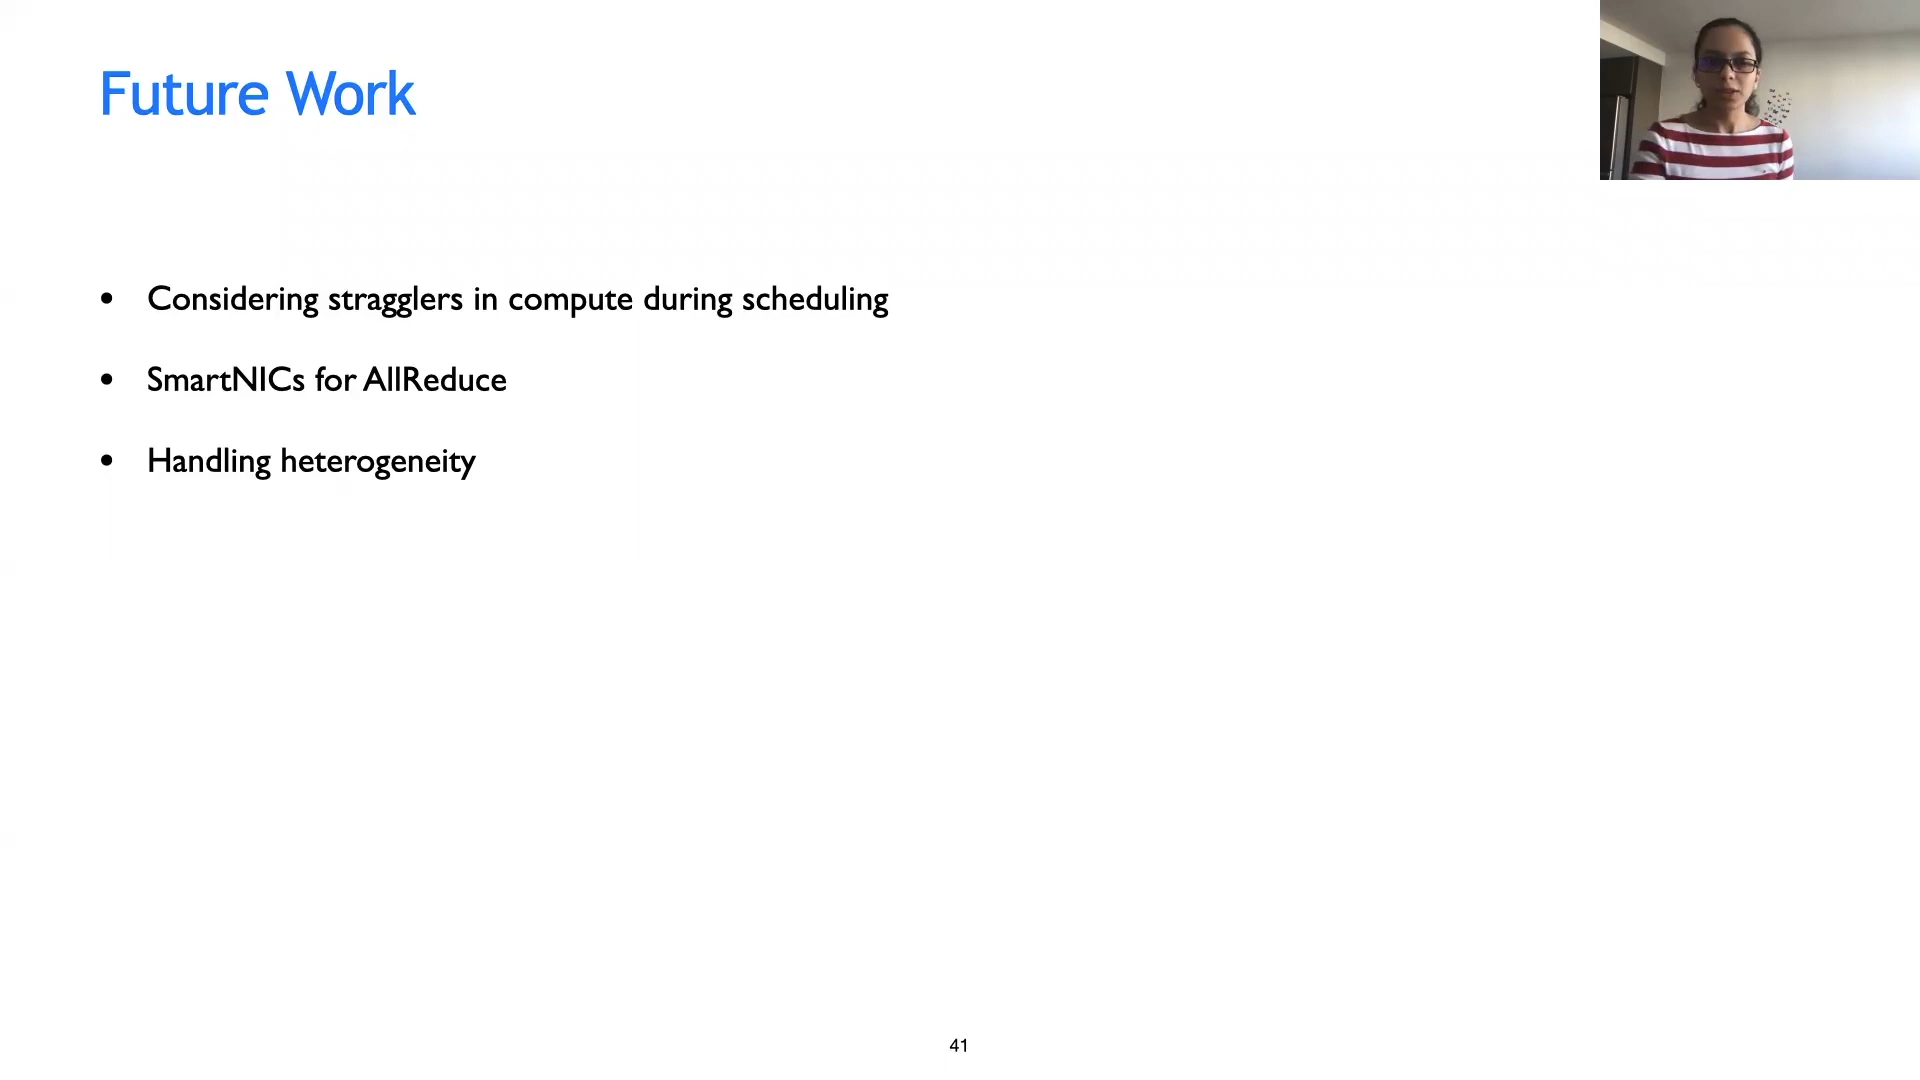 Future Work
• Considering stragglers in compute during scheduling
• SmartNICs for AllReduce
• Handling heterogeneity
41